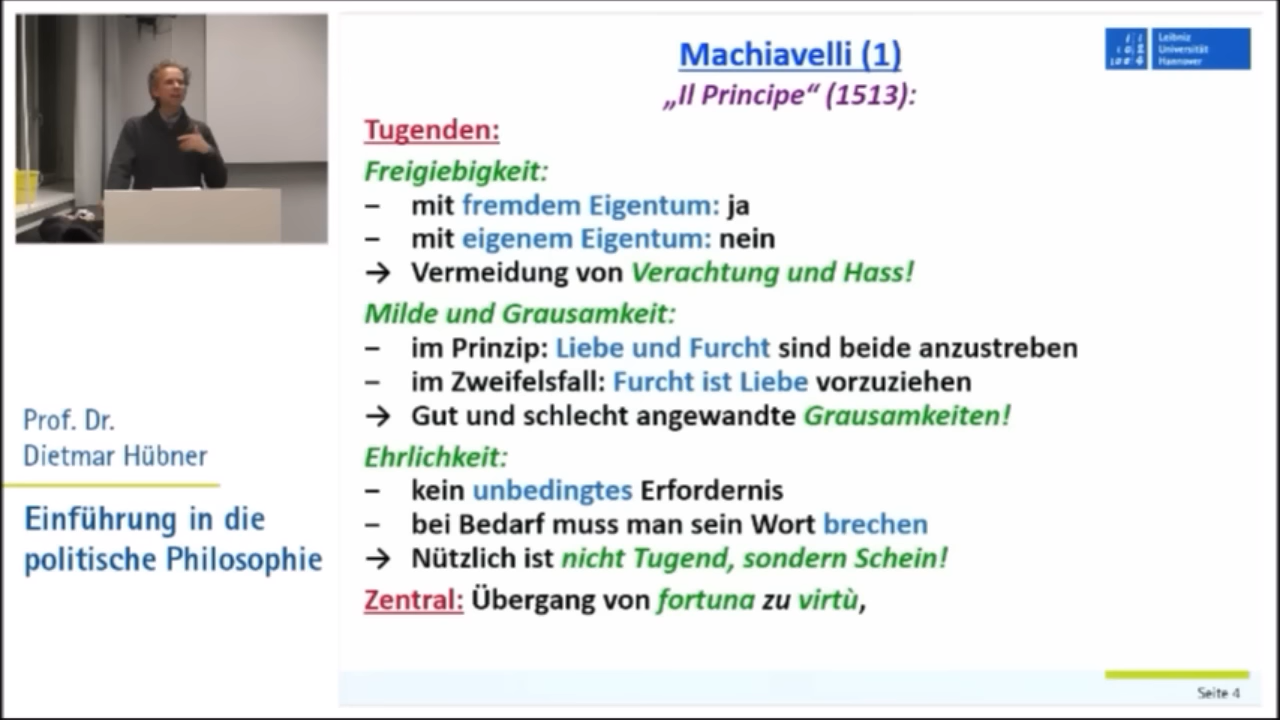 Machiavelli (1)
„Il Principe“ (1513):
Tugenden:
Freigiebigkeit:
– mit fremdem Eigentum: ja
– mit eigenem Eigentum: nein
→ Vermeidung von Verachtung und Hass!
Milde und Grausamkeit:
– im Prinzip: Liebe und Furcht sind beide anzustreben
– im Zweifelsfall: Furcht ist Liebe vorzuziehen
→ Gut und schlecht angewandte Grausamkeiten!
Ehrlichkeit:
– kein unbedingtes Erfordernis
– bei Bedarf muss man sein Wort brechen
→ Nützlich ist nicht Tugend, sondern Schein!
Zentral: Übergang von fortuna zu virtù,
Leibniz
Universität
Hannover
Prof. Dr.
Dietmar Hübner
Einführung in die
politische Philosophie
Seite 4